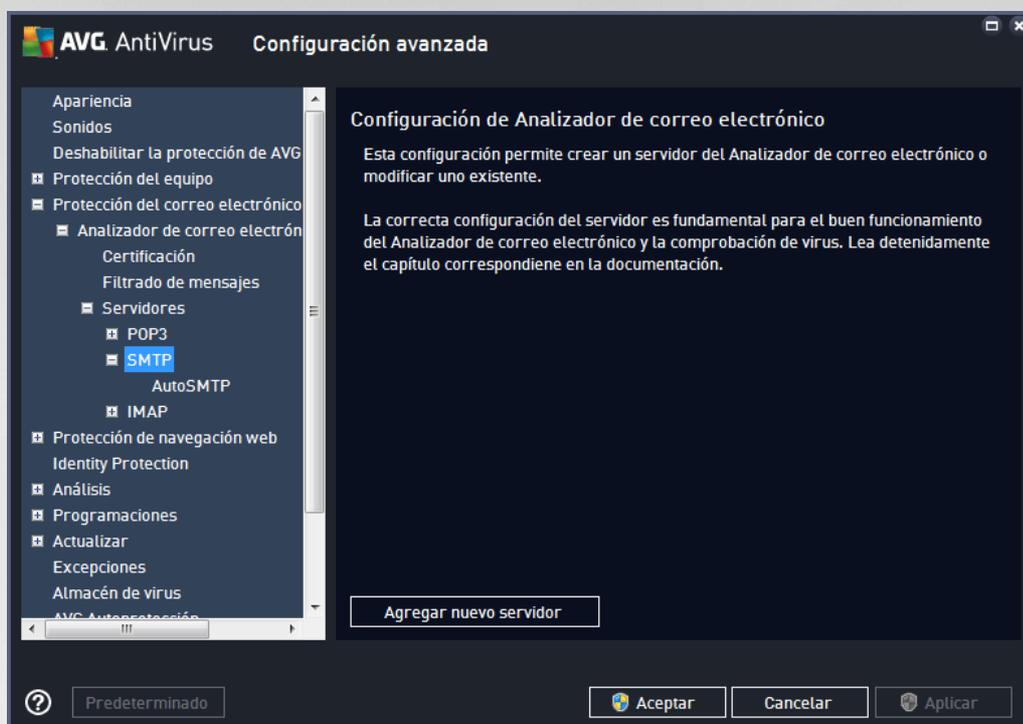 AVG. AntiVirus
Configuración avanzada
Apariencia
Sonidos
Deshabilitar la protección de AVG
Protección del equipo
Protección del correo electrónico
Analizador de correo electrón
Certificación
Filtrado de mensajes
Servidores
POP3
SMTP
AutoSMTP
IMAP
Protección de navegación web
Identity Protection
Análisis
Programaciones
Actualizar
Excepciones
Almacén de virus
AVG Autoprotección
Configuración de Analizador de correo electrónico
Esta configuración permite crear un servidor del Analizador de correo electrónico o
modificar uno existente.
La correcta configuración del servidor es fundamental para el buen funcionamiento
del Analizador de correo electrónico y la comprobación de virus. Lea detenidamente
el capítulo correspondiene en la documentación.
Agregar nuevo servidor
Predeterminado
Aceptar
Cancelar
Aplicar